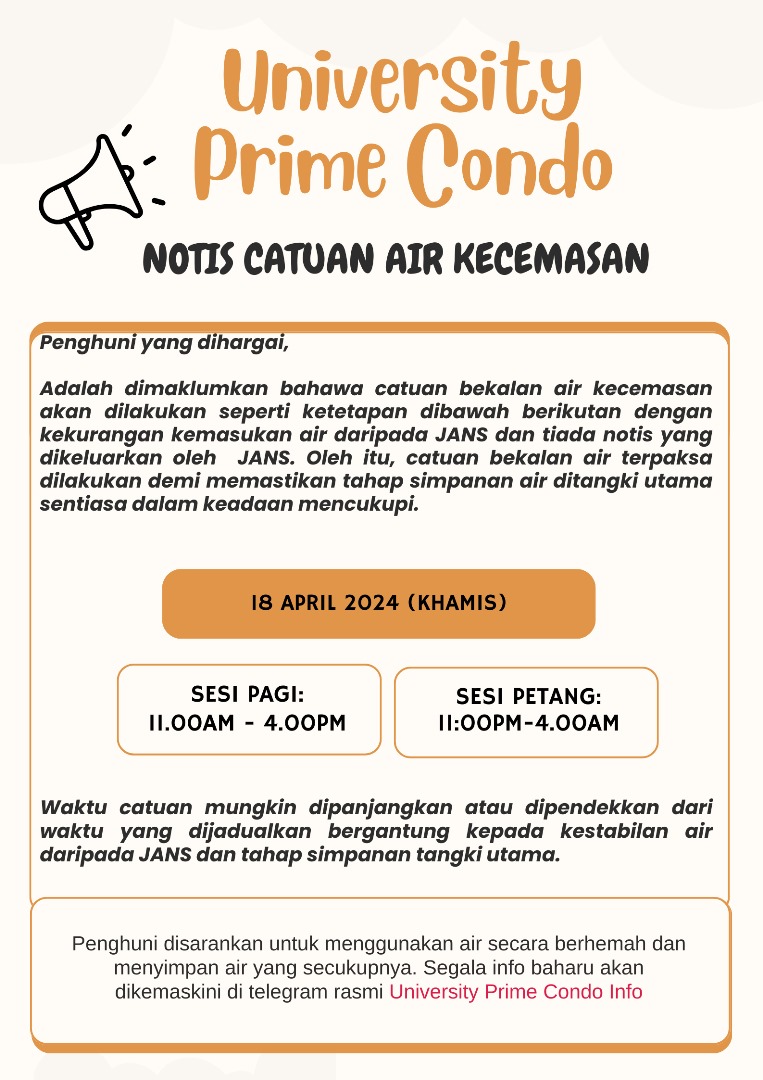 University
Prime Condo
NOTIS CATUAN AIR KECEMASAN
Penghuni yang dihargai,
Adalah dimaklumkan bahawa catuan bekalan air kecemasan
akan dilakukan seperti ketetapan dibawah berikutan dengan
kekurangan kemasukan air daripada JANS dan tiada notis yang
dikeluarkan oleh JANS. Oleh itu, catuan bekalan air terpaksa
dilakukan demi memastikan tahap simpanan air ditangki utama
sentiasa dalam keadaan mencukupi.
18 APRIL 2024 (KHAMIS)
SESI PAGI:
11.00AM - 4.00PM
SESI PETANG:
11:00PM-4.00AM
Waktu catuan mungkin dipanjangkan atau dipendekkan dari
waktu yang dijadualkan bergantung kepada kestabilan air
daripada JANS dan tahap simpanan tangki utama.
Penghuni disarankan untuk menggunakan air secara berhemah dan
menyimpan air yang secukupnya. Segala info baharu akan
dikemaskini di telegram rasmi University Prime Condo Info